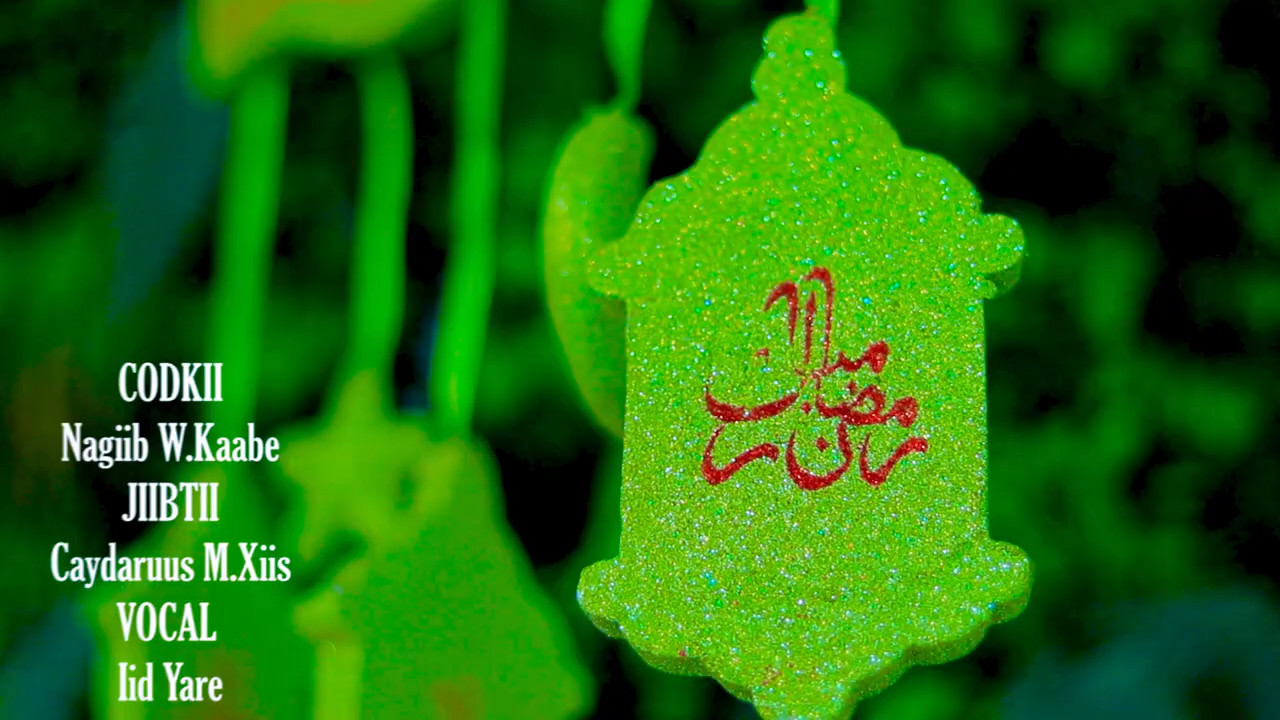 CODKII
Nagiib W.Kaabe
JIIBTII
Caydaruus M.Xiis
VOCAL
Iid Yare
مبارك
رمضان